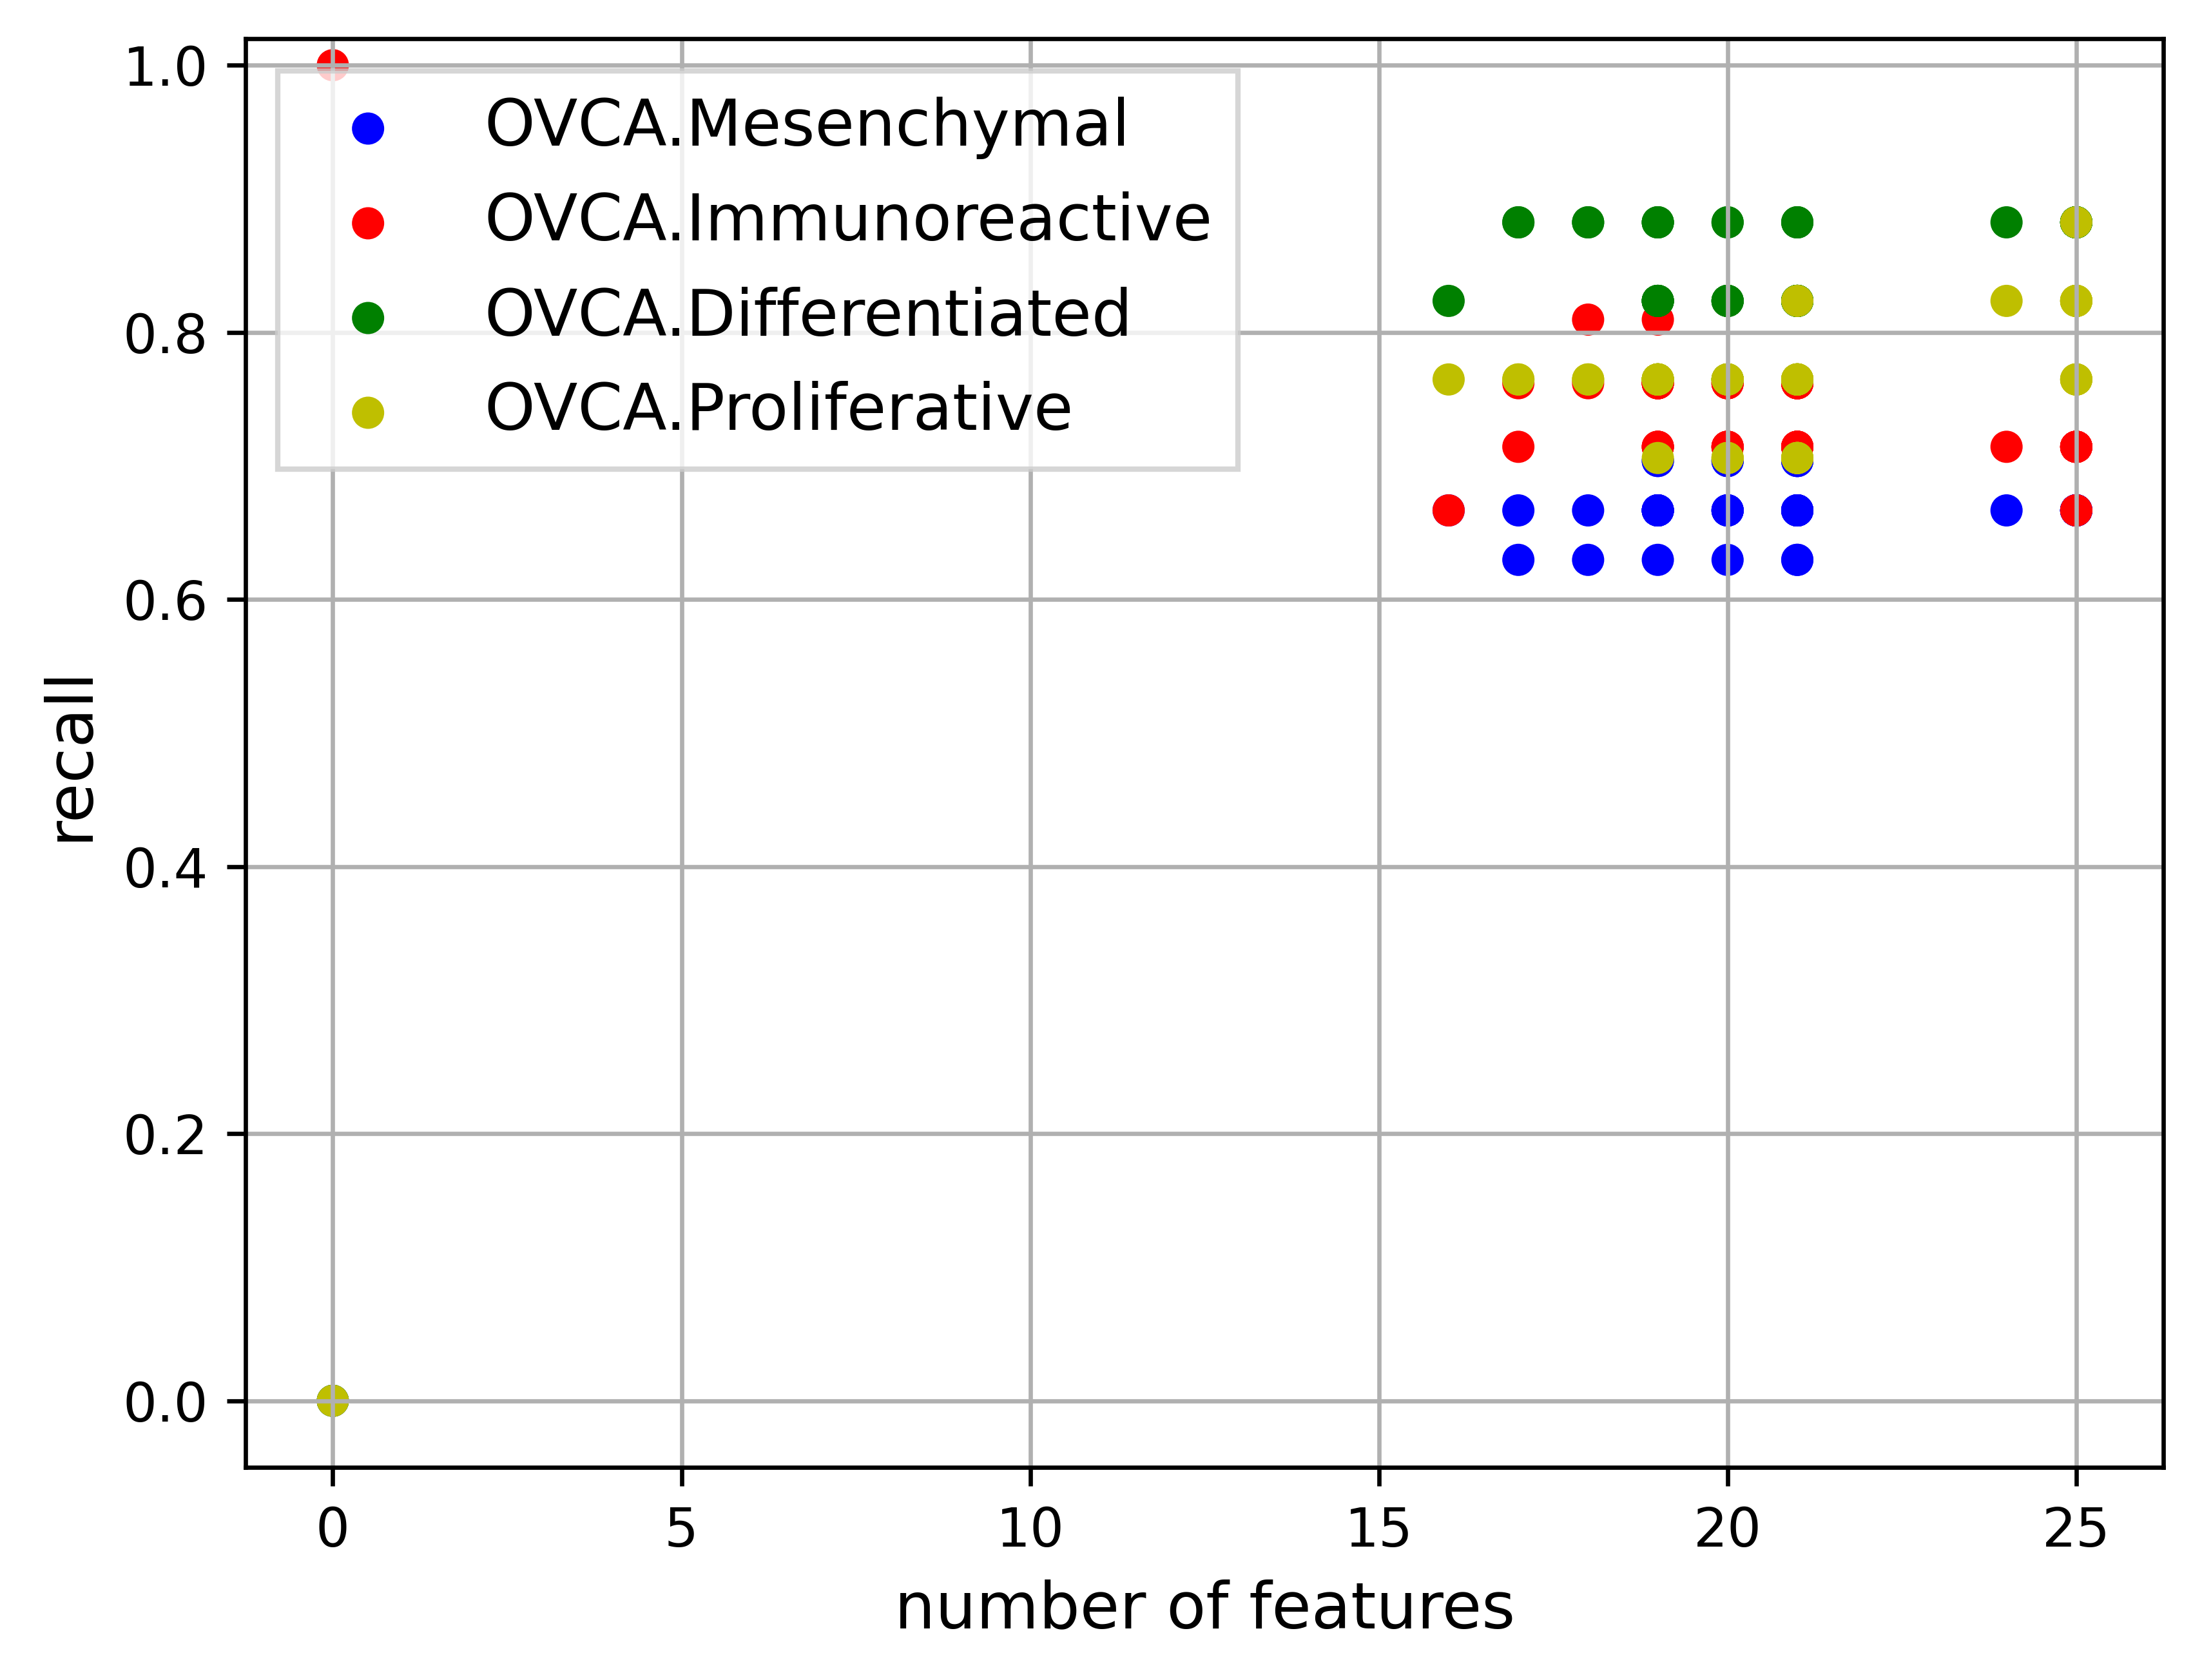 1.0
0.8
0.6
0.4
0.2
0.0
recall
OVCA.Mesenchymal
OVCA.Immunoreactive
OVCA.Differentiated
OVCA.Proliferative
0 5 10 15 20 25
number of features